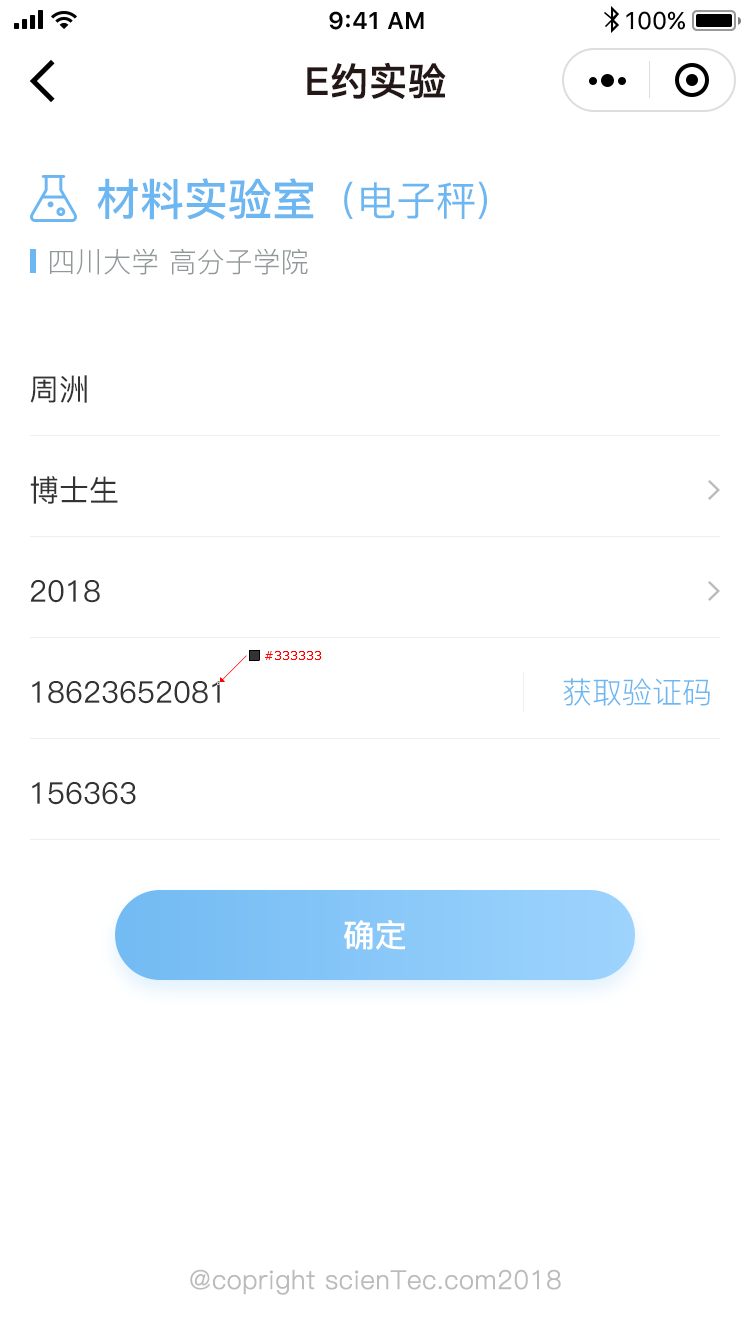 9:41 AM 100%
E约实验
材料实验室（电子秤）
四川大学 高分子学院
周洲
博士生
2018
#333333
18623652081 获取验证码
156363
确定
@copright scienTec.com2018